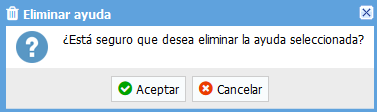 Eliminar ayuda
¿Está seguro que desea eliminar la ayuda seleccionada?
Aceptar
Cancelar